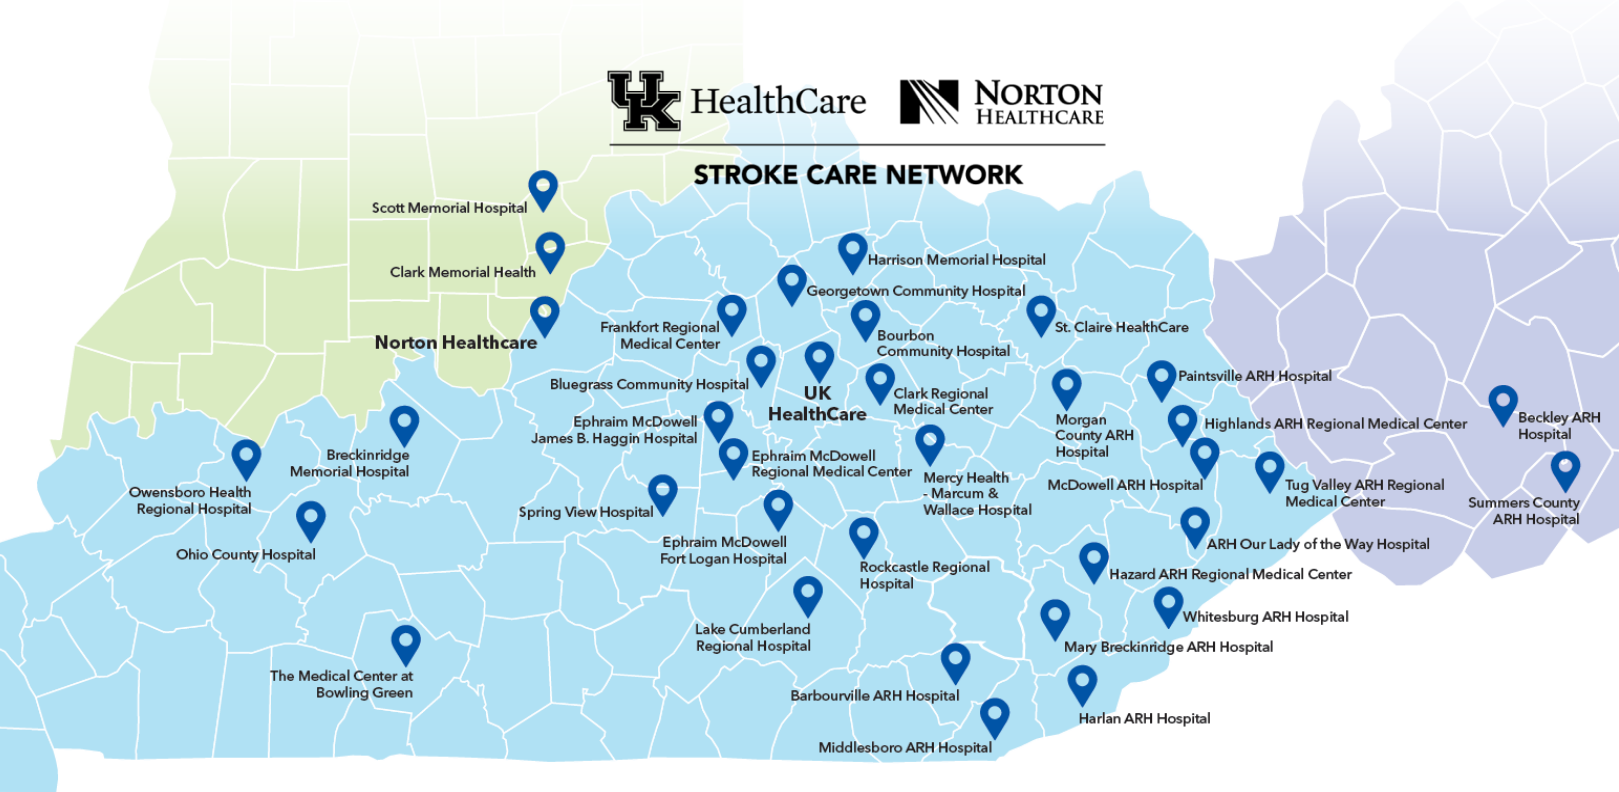 UK HealthCare
NORTON
HEALTHCARE
STROKE CARE NETWORK
Scott Memorial Hospital
Clark Memorial Health
Norton Healthcare
Harrison Memorial Hospital
Georgetown Community Hospital
Frankfort Regional
Medical Center
Bourbon
Community Hospital
St. Claire HealthCare
Bluegrass Community Hospital
UK
HealthCare
Clark Regional
Medical Center
Paintsville ARH Hospital
Morgan
County ARH
Hospital
Highlands ARH Regional Medical Center
Beckley ARH
Hospital
Ephraim McDowell
James B. Haggin Hospital
Ephraim McDowell
Regional Medical Center
Breckinridge
Memorial Hospital
Owensboro Health
Regional Hospital
Mercy Health
- Marcum &
Wallace Hospital
McDowell ARH Hospital
Tug Valley ARH Regional
Medical Center
Summers County
ARH Hospital
Spring View Hospital
Ohio County Hospital
Ephraim McDowell
Fort Logan Hospital
Rockcastle Regional
Hospital
ARH Our Lady of the Way Hospital
Hazard ARH Regional Medical Center
Whitesburg ARH Hospital
Lake Cumberland
Regional Hospital
Mary Breckinridge ARH Hospital
The Medical Center at
Bowling Green
Barbourville ARH Hospital
Harlan ARH Hospital
Middlesboro ARH Hospital